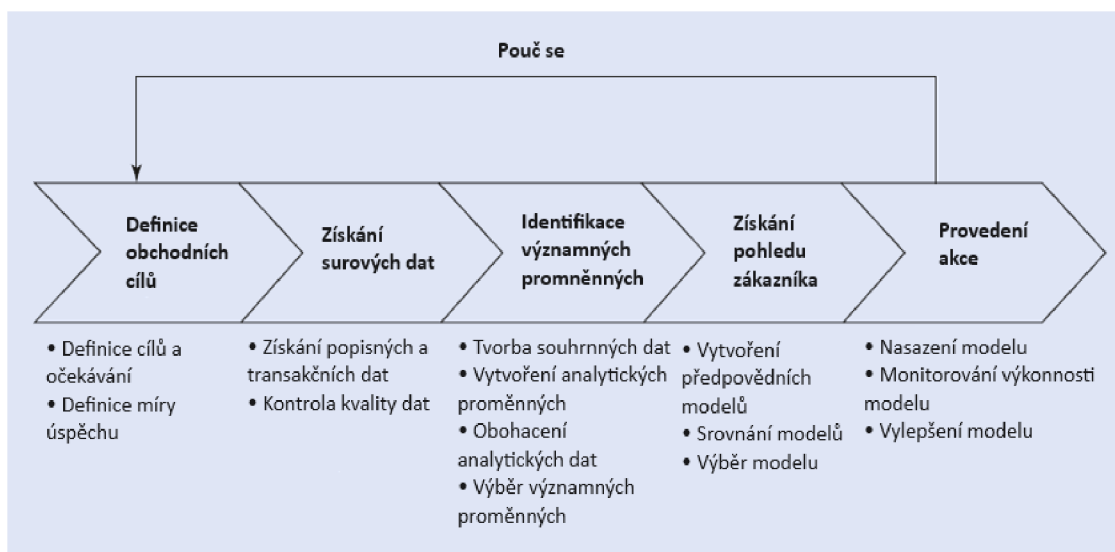 Pouč se
Definice
obchodních
cílů
Získání
surových dat
Identifikace
významných
promněnných
Získání
pohledu
zákazníka
Provedení
akce
• Definice cílů a
očekávání
• Definice míry
úspěchu
• Získání popisných a
transakčních dat
• Kontrola kvality dat
• Tvorba souhrnných dat
• Vytvoření analytických
proměnných
• Obohacení
analytických dat
• Výběr významných
proměnných
• Vytvoření
předpovědních
modelů
• Srovnání modelů
• Výběr modelu
• Nasazení modelu
• Monitorování výkonnosti
modelu
• Vylepšení modelu